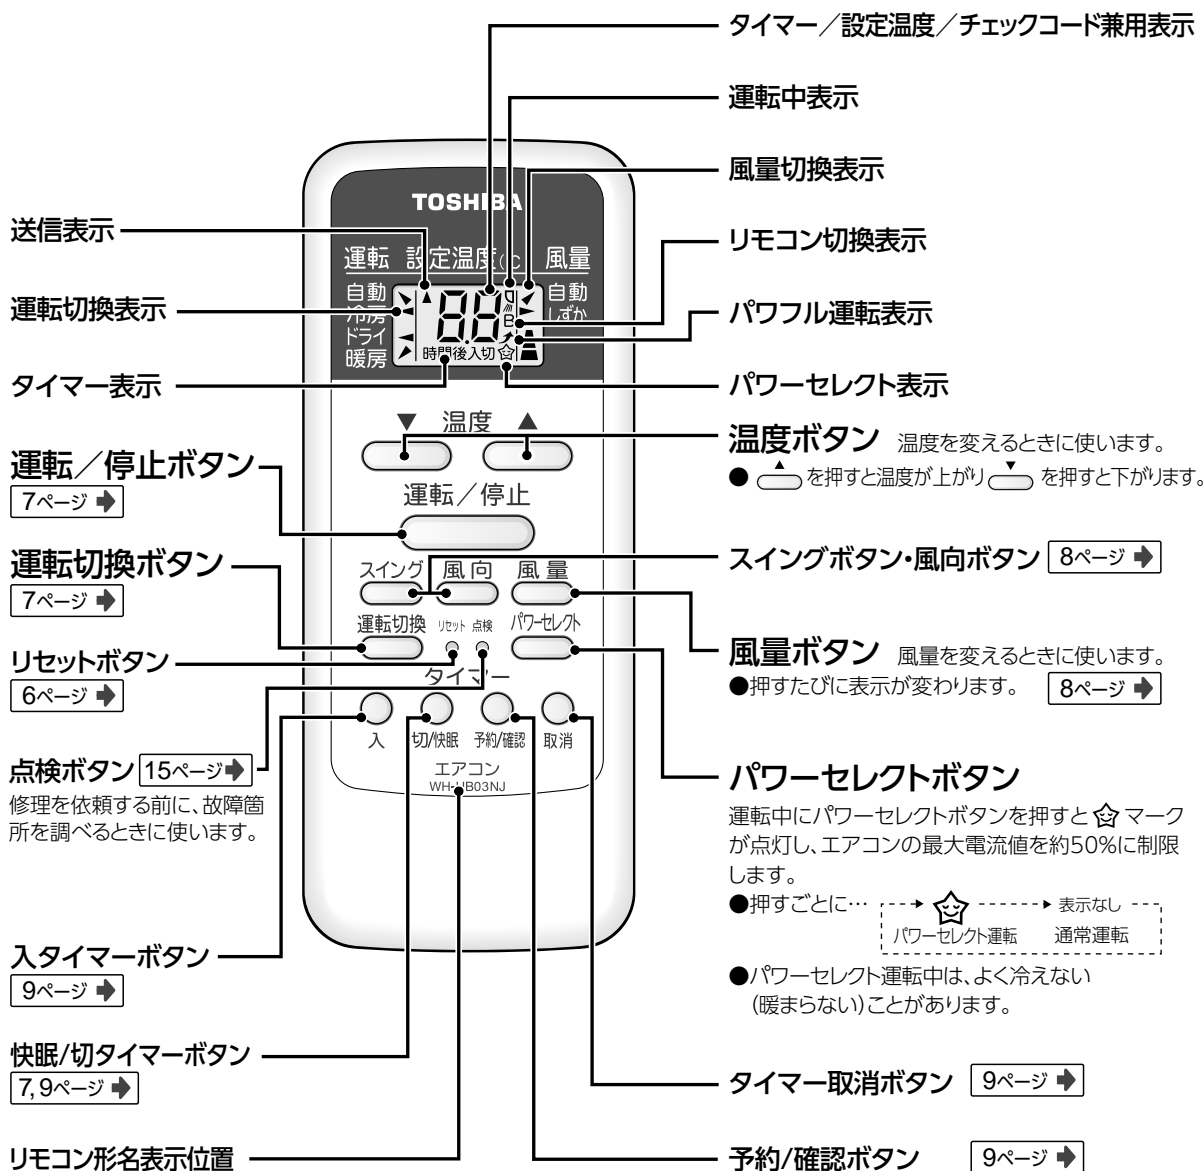 タイマー／設定温度／チェックコード兼用表示
運転中表示
風量切換表示
リモコン切換表示
パワフル運転表示
パワーセレクト表示
送信表示
運転切換表示
タイマー表示
運転／停止ボタン
7ページ
運転切換ボタン
7ページ
リセットボタン
6ページ
点検ボタン 15ページ
修理を依頼する前に、故障箇
所を調べるときに使います。
入タイマーボタン
9ページ
快眠/切タイマーボタン
7,9ページ
リモコン形名表示位置
TOSHIBA
運転 設定温度(℃ 風量
自動 自動
冷房 しずか
ドライ
暖房
88
B
時間後入切
▼ 温度 ▲
運転／停止
スイング 風向 風量
運転切換 リセット 点検 パワーセレクト
タイマー
入 切/快眠 予約/確認 取消
エアコン
WH-UB03NJ
温度ボタン 温度を変えるときに使います。
● ▲ を押すと温度が上がり ▼ を押すと下がります。
スイングボタン・風向ボタン 8ページ
風量ボタン 風量を変えるときに使います。
●押すたびに表示が変わります。 8ページ
パワーセレクトボタン
運転中にパワーセレクトボタンを押すと マーク
が点灯し、エアコンの最大電流値を約50%に制限
します。
●押すごとに… 表示なし
パワーセレクト運転 通常運転
●パワーセレクト運転中は、よく冷えない
(暖まらない)ことがあります。
タイマー取消ボタン 9ページ
予約/確認ボタン 9ページ